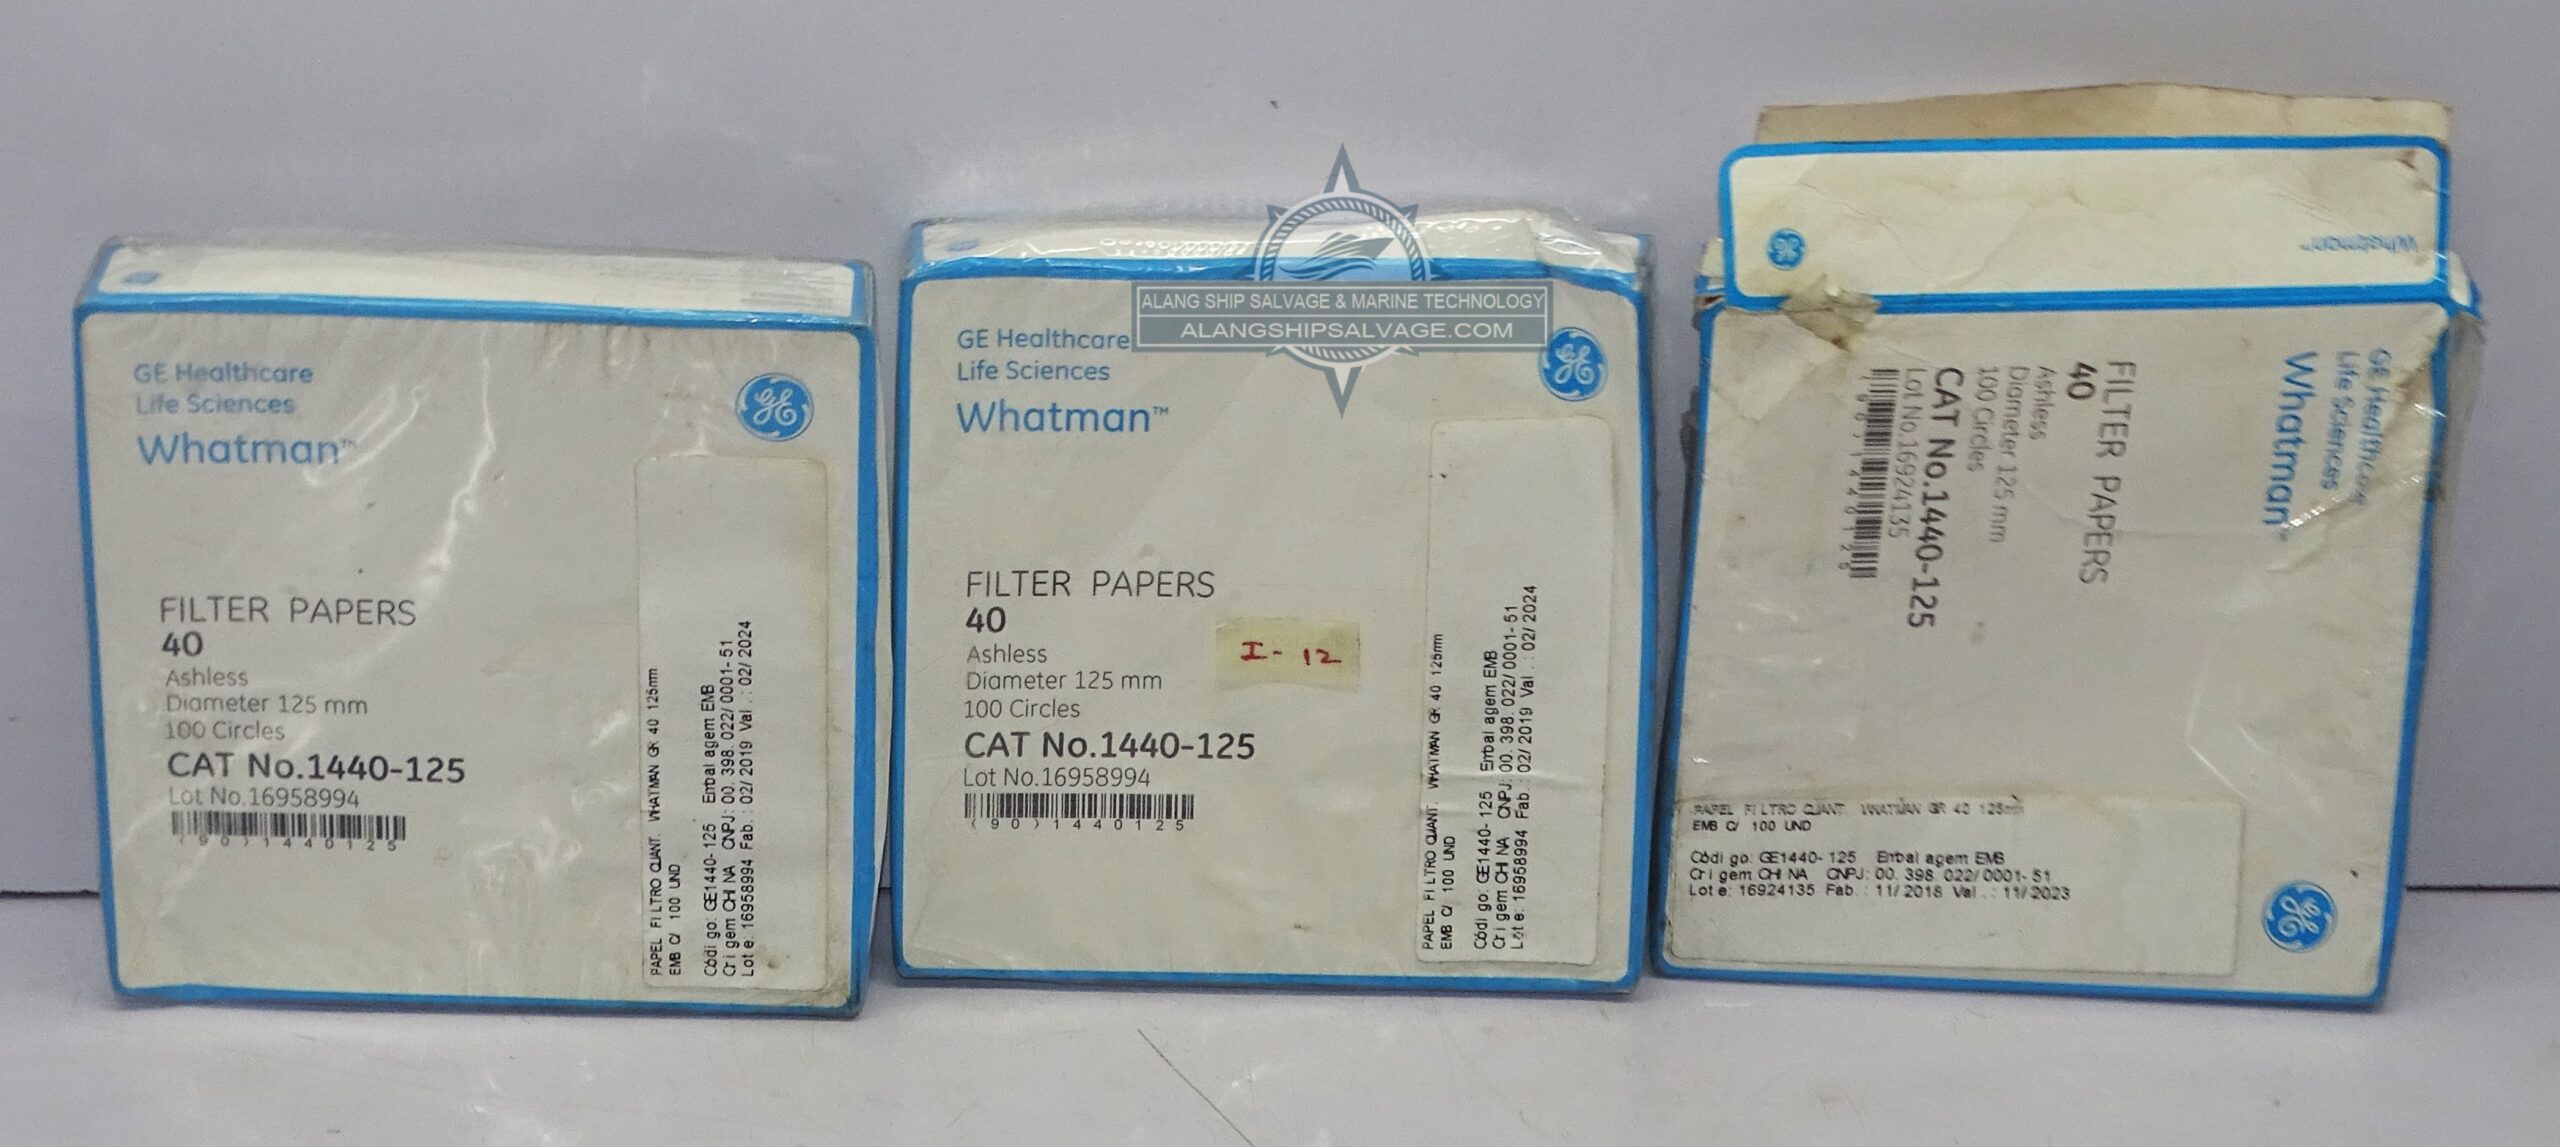 GE Healthcare
Life Sciences
Whatman™
FILTER PAPERS
40
Ashless
Diameter 125 mm
100 Circles
CAT No.1440-125
Lot No.16958994
(90)1440125
PAPEL FILTRO QUANT. WHATMAN GR 40 125mm
EMB C/ 100 UND
Códi go: GE1440-125 Embal agem EMB
Ori gem CHI NA CNPJ: 00. 398. 022/0001-51
Lot e: 16958994 Fab. : 02/2019 Val . : 02/2024
ALANG SHIP SALVAGE & MARINE TECHNOLOGY
ALANGSHIPSALVAGE.COM
GE Healthcare
Life Sciences
Whatman™
FILTER PAPERS
40
Ashless
Diameter 125 mm
100 Circles
CAT No.1440-125
Lot No.16958994
(90)1440125
I- 12
PAPEL FILTRO QUANT. WHATMAN GR 40 125mm
EMB C/ 100 UND
Códi go: GE1440-125 Embal agem EMB
Ori gem CHI NA CNPJ: 00. 398. 022/0001-51
Lot e: 16958994 Fab. : 02/2019 Val . : 02/2024
Whatman™
GE Healthcare
Life Sciences
Whatman™
FILTER PAPERS
40
Ashless
Diameter 125 mm
100 Circles
CAT No.1440-125
Lot No.16924135
PAPEL FILTRO QUANT. WHATMAN GR 40 125mm
EMB C/ 100 UND
Códi go: GE1440-125 Embal agem EMB
Ori gem CHI NA CNPJ: 00. 398. 022/0001-51
Lot e: 16924135 Fab. : 11/2018 Val . : 11/2023